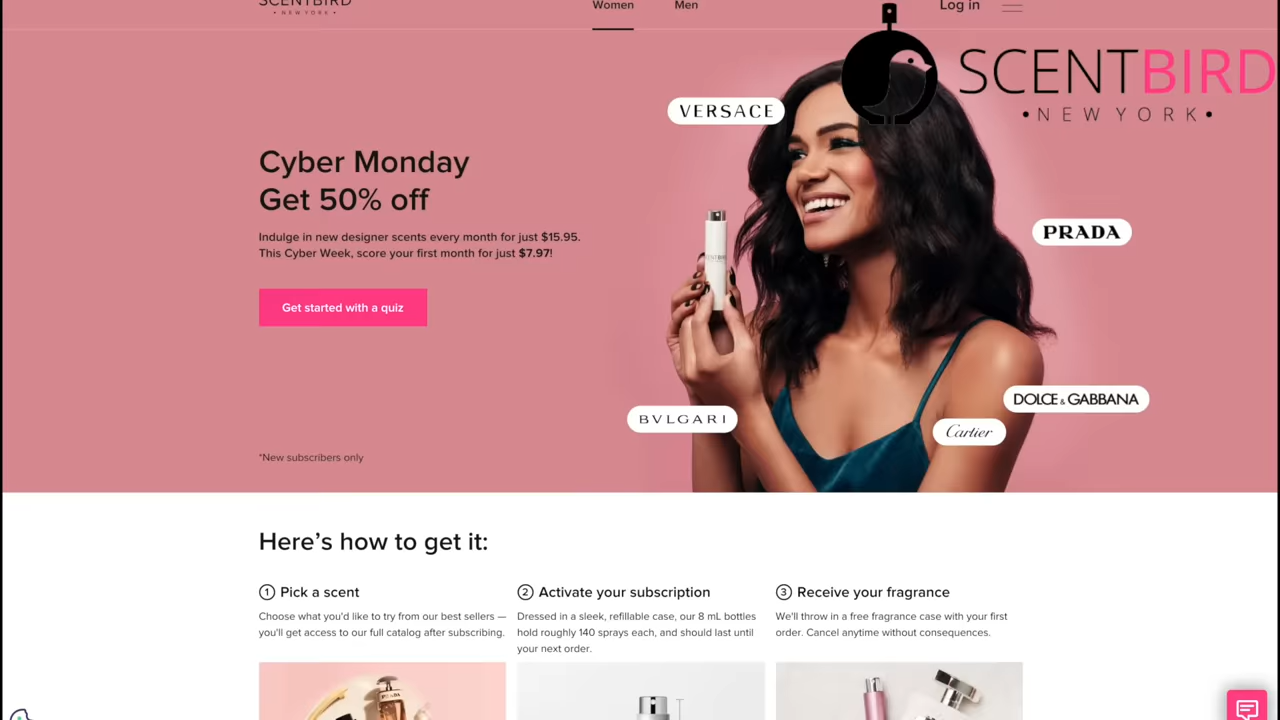 SCENTBIRD
• NEW YORK •
Women
Men
Log in
SCENTBIRD
• NEW YORK •
VERSACE
Cyber Monday
Get 50% off
Indulge in new designer scents every month for just $15.95.
This Cyber Week, score your first month for just $7.97!
Get started with a quiz
PRADA
DOLCE & GABBANA
BVLGARI
Cartier
*New subscribers only
Here’s how to get it:
1 Pick a scent
Choose what you'd like to try from our best sellers —
you'll get access to our full catalog after subscribing.
2 Activate your subscription
Dressed in a sleek, refillable case, our 8 mL bottles
hold roughly 140 sprays each, and should last until
your next order.
3 Receive your fragrance
We'll throw in a free fragrance case with your first
order. Cancel anytime without consequences.
PRADA